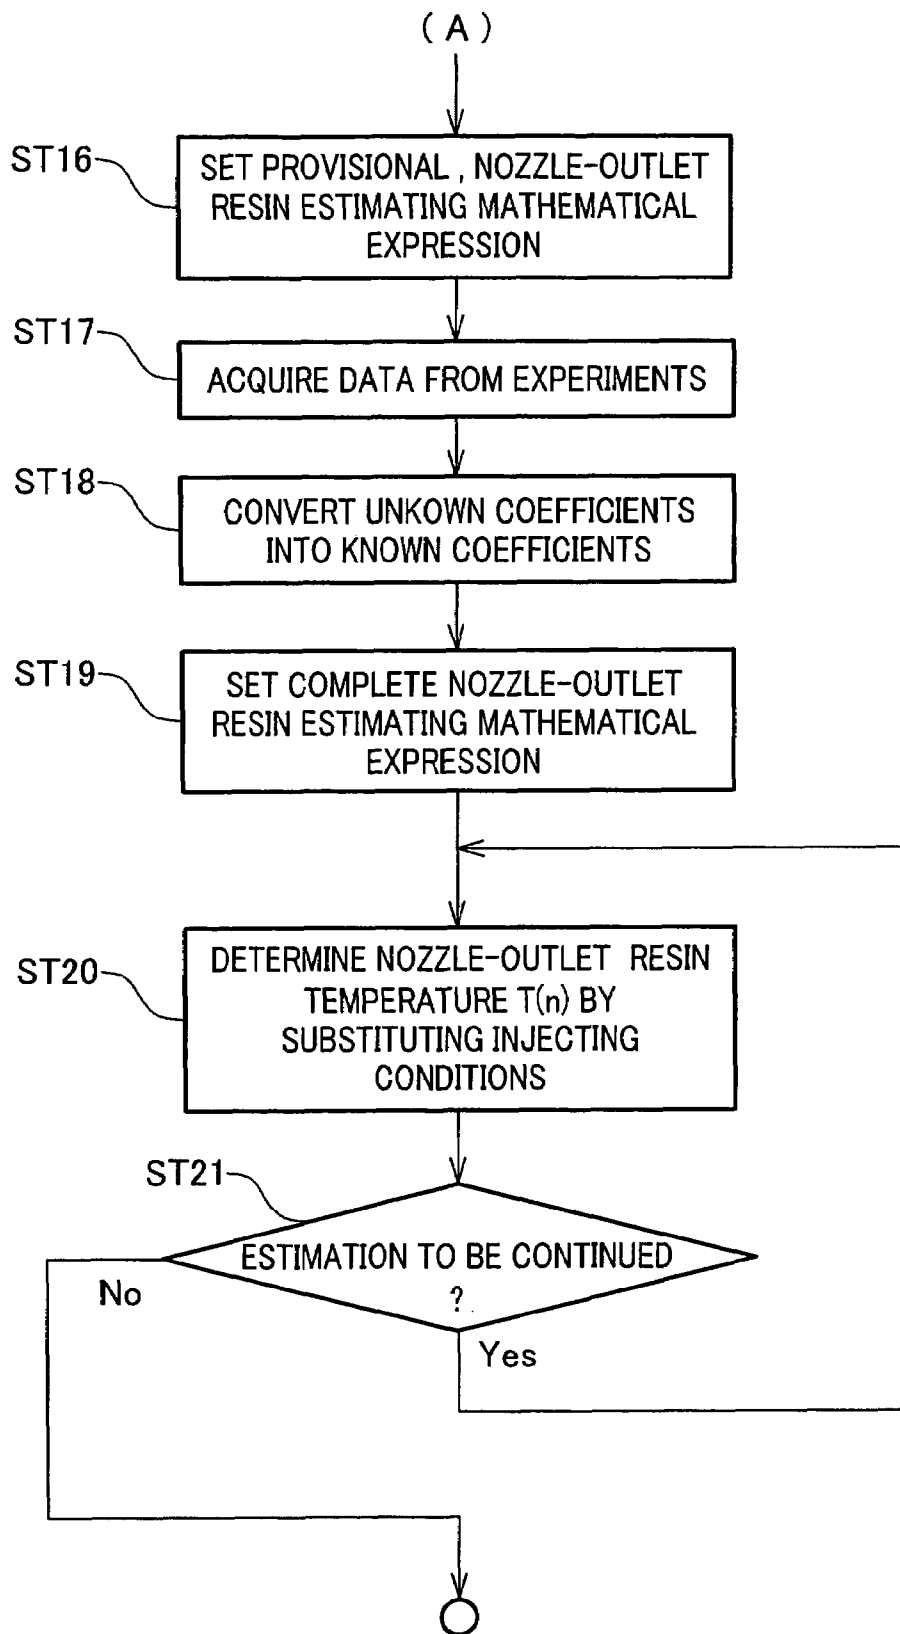 (A)
ST16
SET PROVISIONAL , NOZZLE-OUTLET
RESIN ESTIMATING MATHEMATICAL
EXPRESSION
ST17
ACQUIRE DATA FROM EXPERIMENTS
ST18
CONVERT UNKOWN COEFFICIENTS
INTO KNOWN COEFFICIENTS
ST19
SET COMPLETE NOZZLE-OUTLET
RESIN ESTIMATING MATHEMATICAL
EXPRESSION
ST20
DETERMINE NOZZLE-OUTLET RESIN
TEMPERATURE T(n) BY
SUBSTITUTING INJECTING
CONDITIONS
ST21
ESTIMATION TO BE CONTINUED
?
No
Yes